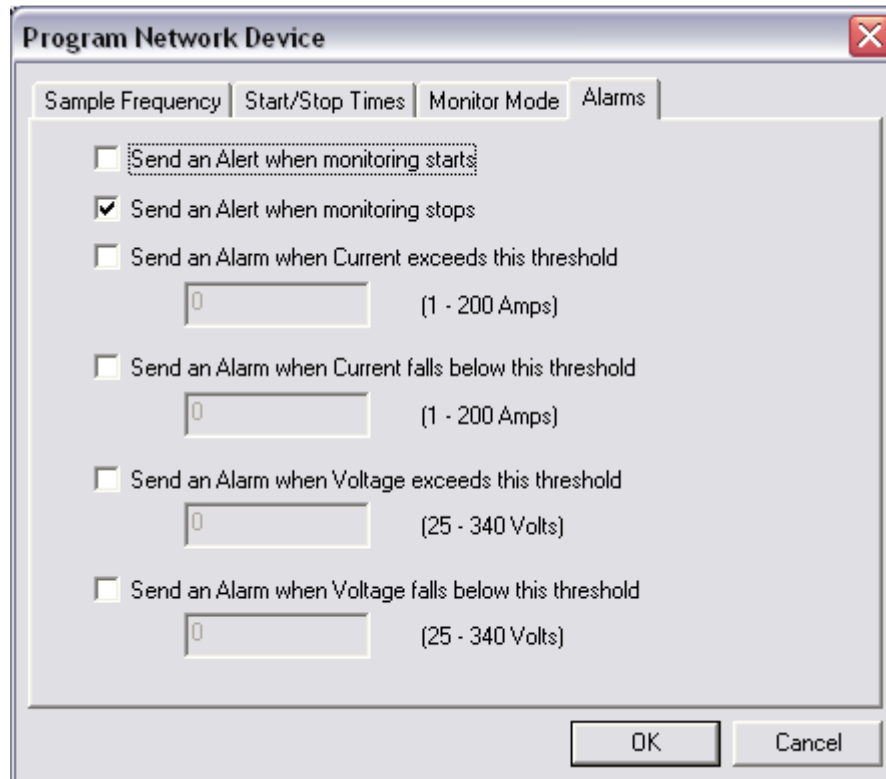 Program Network Device
Sample Frequency
Start/Stop Times
Monitor Mode
Alarms
Send an Alert when monitoring starts
Send an Alert when monitoring stops
Send an Alarm when Current exceeds this threshold
0 (1 - 200 Amps)
Send an Alarm when Current falls below this threshold
0 (1 - 200 Amps)
Send an Alarm when Voltage exceeds this threshold
0 (25 - 340 Volts)
Send an Alarm when Voltage falls below this threshold
0 (25 - 340 Volts)
OK
Cancel